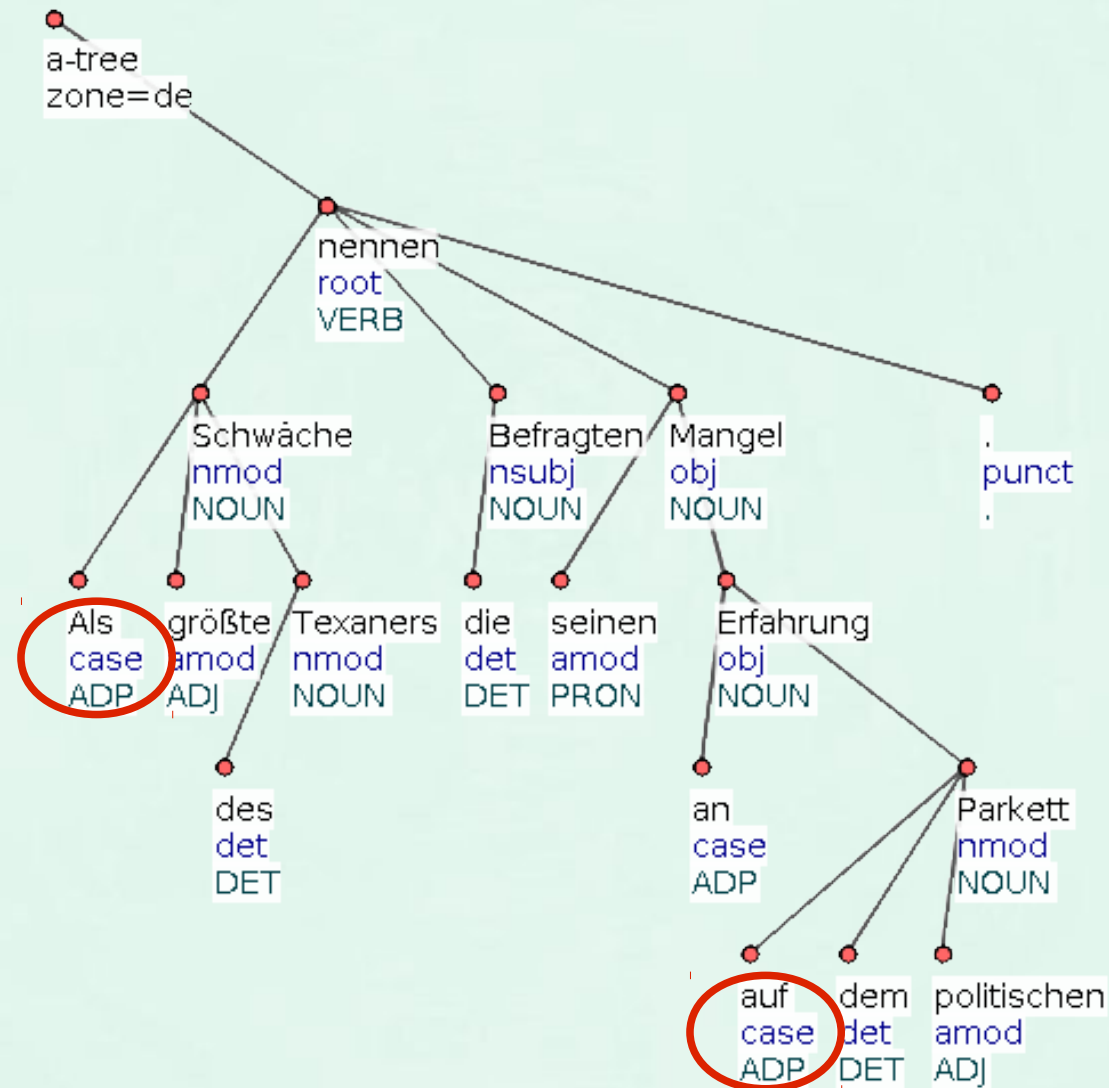 a-tree
zone=de
nennen
root
VERB
Schwäche
nmod
NOUN
Befragten
nsubj
NOUN
Mangel
obj
NOUN
.
punct
.
Als
case
ADP
größte
amod
ADJ
Texaners
nmod
NOUN
die
det
DET
seinen
amod
PRON
Erfahrung
obj
NOUN
des
det
DET
an
case
ADP
Parkett
nmod
NOUN
auf
case
ADP
dem
det
DET
politischen
amod
ADJ